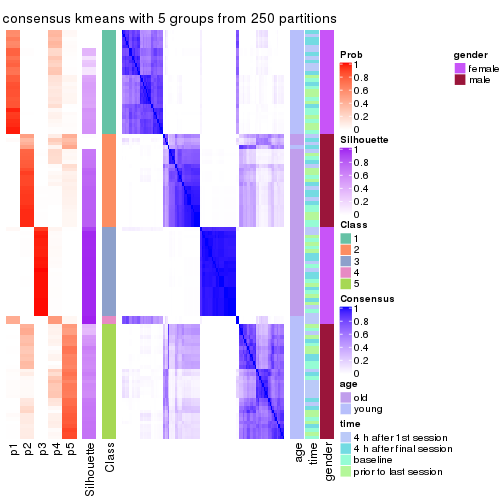 consensus kmeans with 5 groups from 250 partitions
Prob
1
0.8
0.6
0.4
0.2
0
gender
female
male
Silhouette
1
0.8
0.6
0.4
0.2
0
Class
1
2
3
4
5
Consensus
1
0.8
0.6
0.4
0.2
0
age
old
young
time
4 h after 1st session
4 h after final session
baseline
prior to last session
p1
p2
p3
p4
p5
Silhouette
Class
age
time
gender